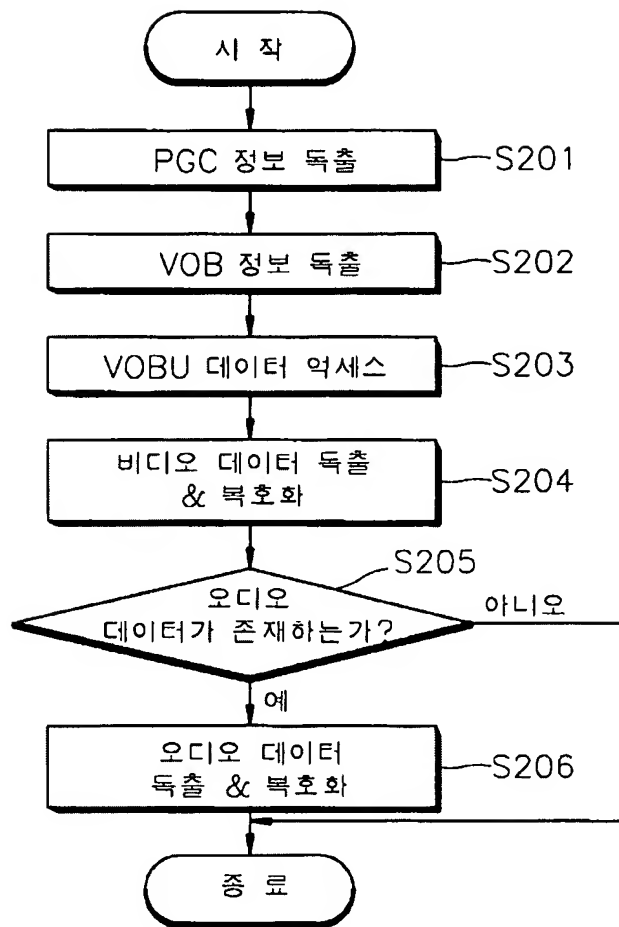 시 작
PGC 정보 독출
S201
VOB 정보 독출
S202
VOBU 데이터 억세스
S203
비디오 데이터 독출
& 복호화
S204
S205
오디오
데이터가 존재하는가?
아니오
예
오디오 데이터
독출 & 복호화
S206
종 료